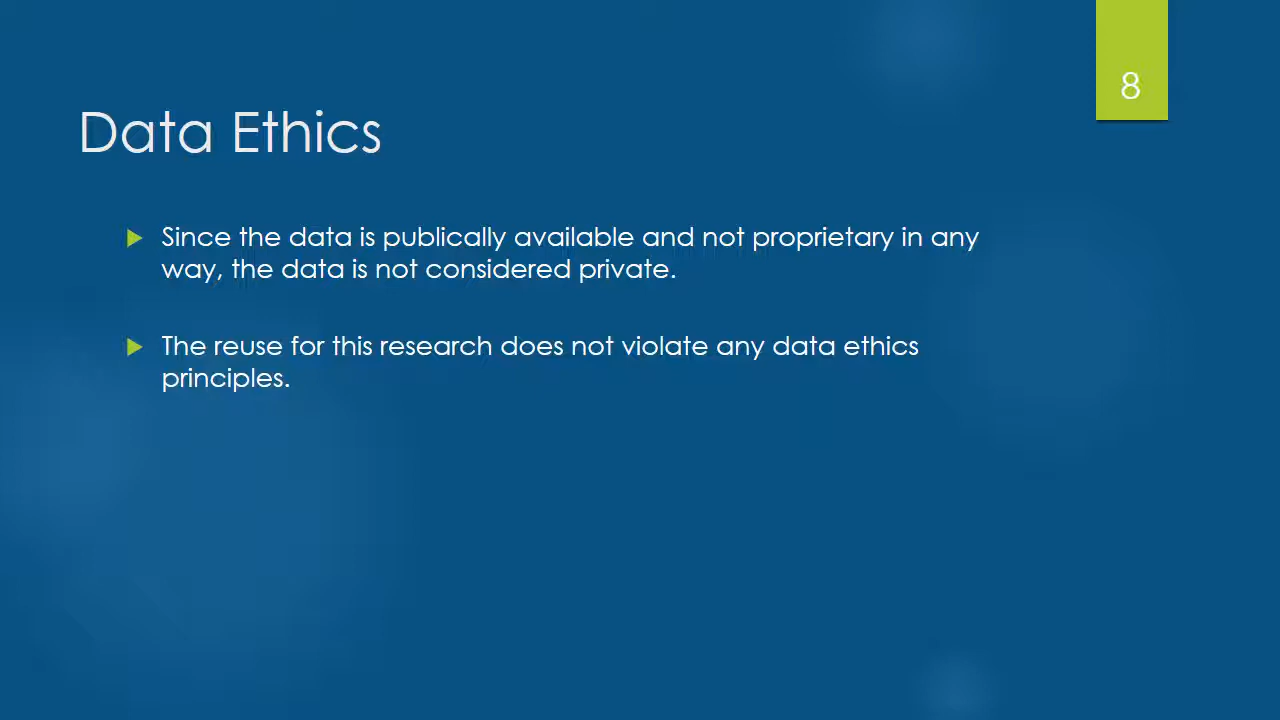 8
Data Ethics
Since the data is publically available and not proprietary in any
way, the data is not considered private.
The reuse for this research does not violate any data ethics
principles.